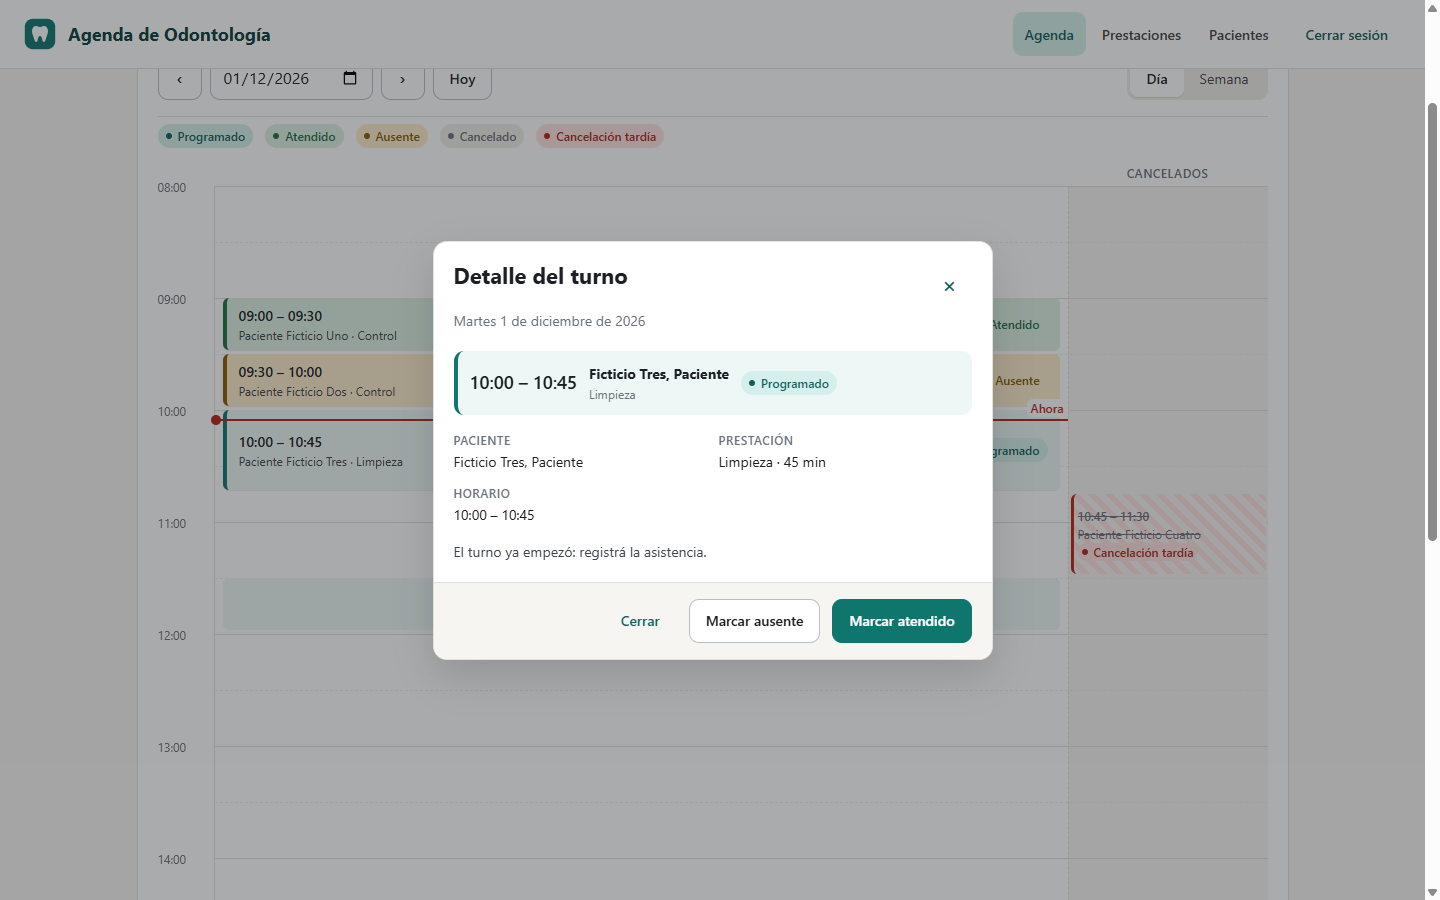 Agenda de Odontología
Agenda
Prestaciones
Pacientes
Cerrar sesión
‹
01/12/2026
›
Hoy
Día
Semana
Programado
Atendido
Ausente
Cancelado
Cancelación tardía
CANCELADOS
08:00
09:00
09:00 – 09:30
Paciente Ficticio Uno · Control
Atendido
09:30 – 10:00
Paciente Ficticio Dos · Control
Ausente
10:00
Ahora
10:00 – 10:45
Paciente Ficticio Tres · Limpieza
gramado
11:00
10:45 – 11:30
Paciente Ficticio Cuatro
Cancelación tardía
12:00
13:00
14:00
Detalle del turno
×
Martes 1 de diciembre de 2026
10:00 – 10:45
Ficticio Tres, Paciente
Limpieza
Programado
PACIENTE
Ficticio Tres, Paciente
PRESTACIÓN
Limpieza · 45 min
HORARIO
10:00 – 10:45
El turno ya empezó: registrá la asistencia.
Cerrar
Marcar ausente
Marcar atendido